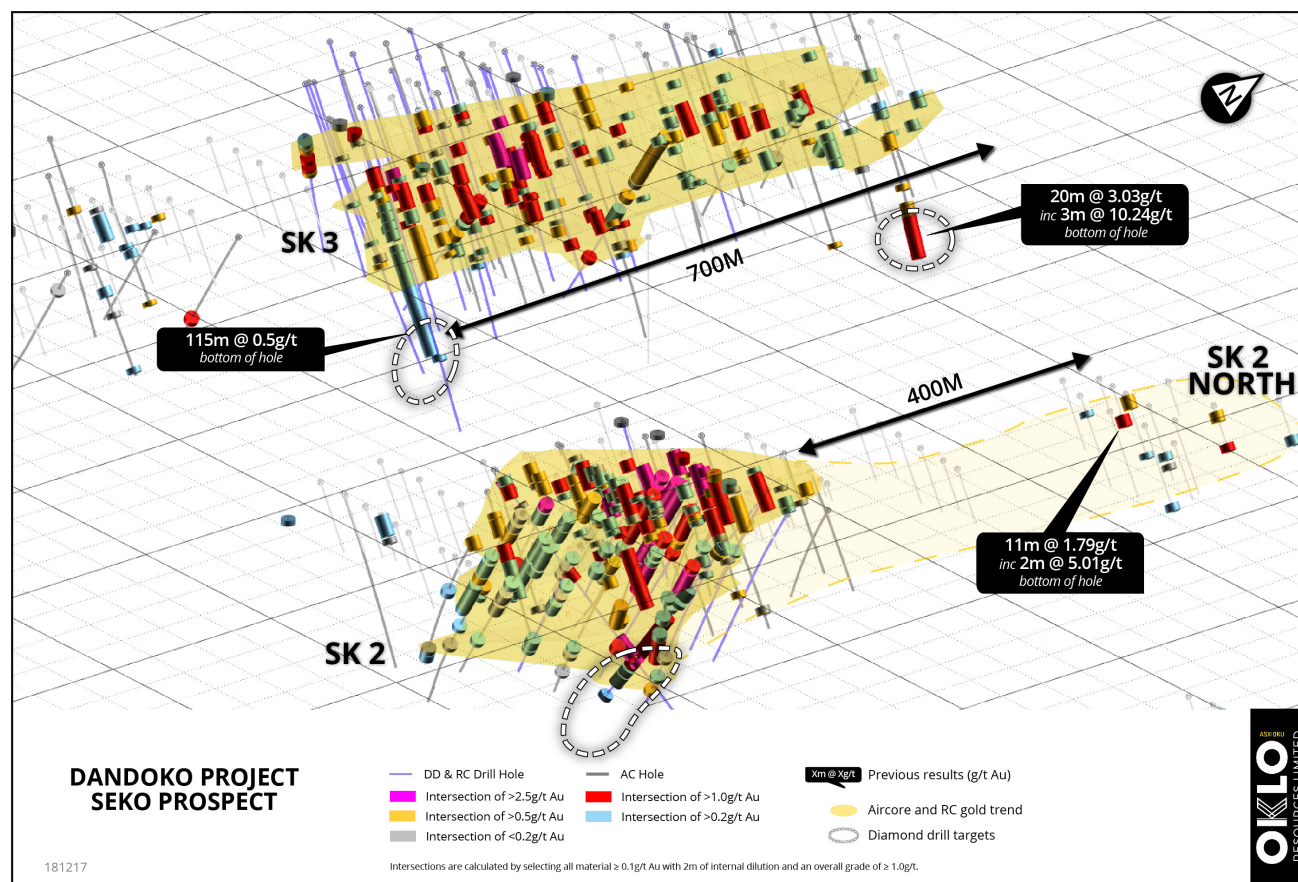 N
SK 3
700M
20m @ 3.03g/t
inc 3m @ 10.24g/t
bottom of hole
115m @ 0.5g/t
bottom of hole
400M
SK 2
NORTH
11m @ 1.79g/t
inc 2m @ 5.01g/t
bottom of hole
SK 2
DANDOKO PROJECT
SEKO PROSPECT
DD & RC Drill Hole
AC Hole
Intersection of >2.5g/t Au
Intersection of >1.0g/t Au
Intersection of >0.5g/t Au
Intersection of >0.2g/t Au
Intersection of <0.2g/t Au
Xm @ Xg/t
Previous results (g/t Au)
Aircore and RC gold trend
Diamond drill targets
Intersections are calculated by selecting all material ≥ 0.1g/t Au with 2m of internal dilution and an overall grade of ≥ 1.0g/t.
181217
ASX:OKU
OKLO
RESOURCES LIMITED